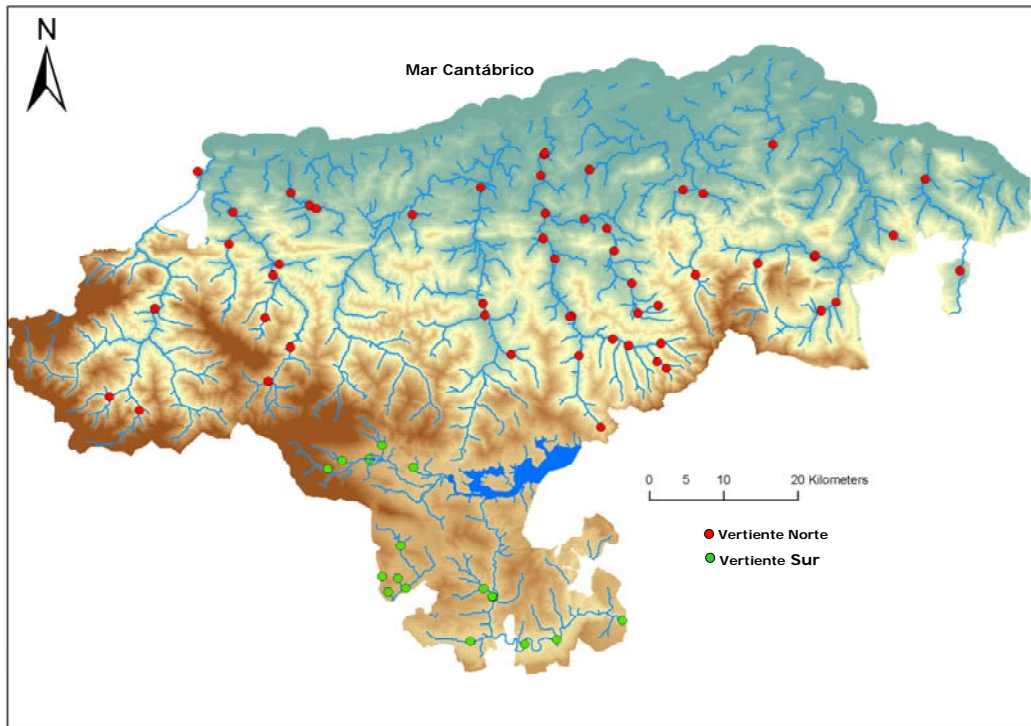 N
Mar Cantábrico
0 5 10 20 Kilometers
Vertiente Norte
Vertiente Sur